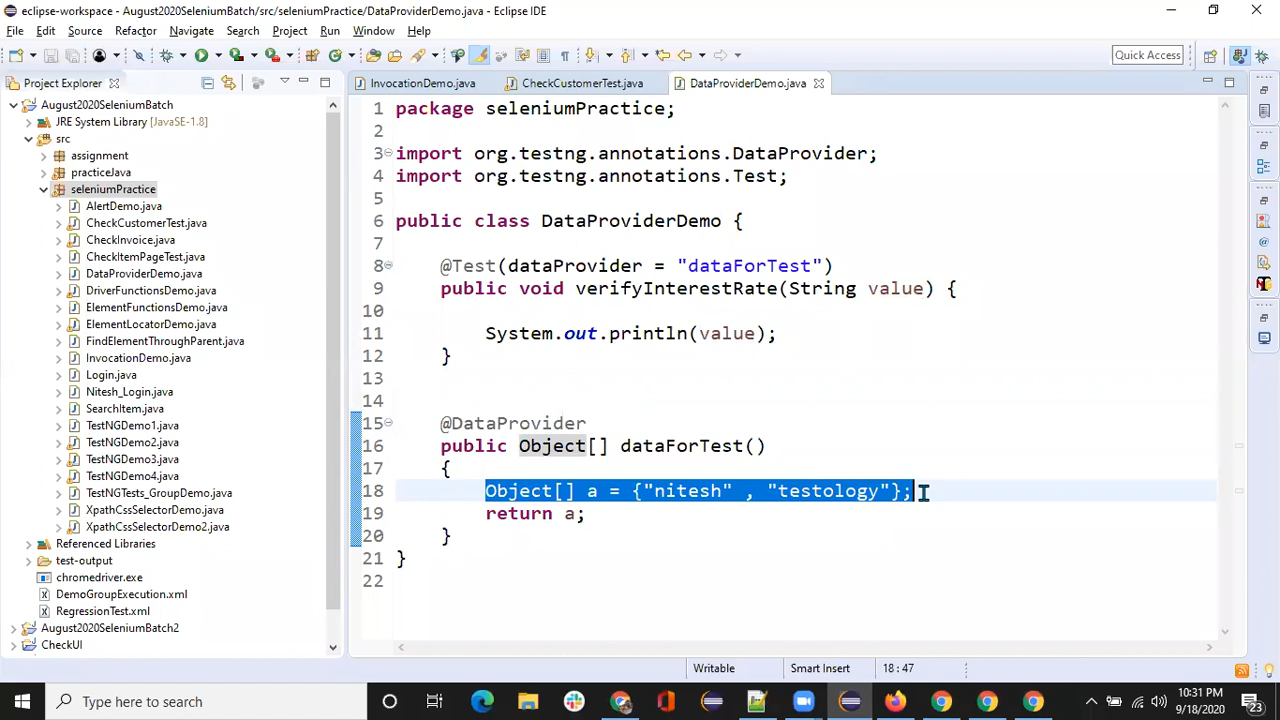 eclipse-workspace - August2020SeleniumBatch/src/seleniumPractice/DataProviderDemo.java - Eclipse IDE
File Edit Source Refactor Navigate Search Project Run Window Help
Quick Access
Project Explorer
InvocationDemo.java
CheckCustomerTest.java
DataProviderDemo.java
August2020SeleniumBatch
JRE System Library [JavaSE-1.8]
src
assignment
practiceJava
seleniumPractice
AlertDemo.java
CheckCustomerTest.java
CheckInvoice.java
CheckItemPageTest.java
DataProviderDemo.java
DriverFunctionsDemo.java
ElementFunctionsDemo.java
ElementLocatorDemo.java
FindElementThroughParent.java
InvocationDemo.java
Login.java
Nitesh_Login.java
SearchItem.java
TestNGDemo1.java
TestNGDemo2.java
TestNGDemo3.java
TestNGDemo4.java
TestNGTests_GroupDemo.java
XpathCssSelectorDemo.java
XpathCssSelectorDemo2.java
Referenced Libraries
test-output
chromedriver.exe
DemoGroupExecution.xml
RegressionTest.xml
August2020SeleniumBatch2
CheckUI
1 package seleniumPractice;
2
3 import org.testng.annotations.DataProvider;
4 import org.testng.annotations.Test;
5
6 public class DataProviderDemo {
7
8 @Test(dataProvider = "dataForTest")
9 public void verifyInterestRate(String value) {
10
11 System.out.println(value);
12 }
13
14
15 @DataProvider
16 public Object[] dataForTest()
17 {
18 Object[] a = {"nitesh" , "testology"};
19 return a;
20 }
21 }
22
Writable Smart Insert 18 : 47
Type here to search
10:31 PM
9/18/2020
23